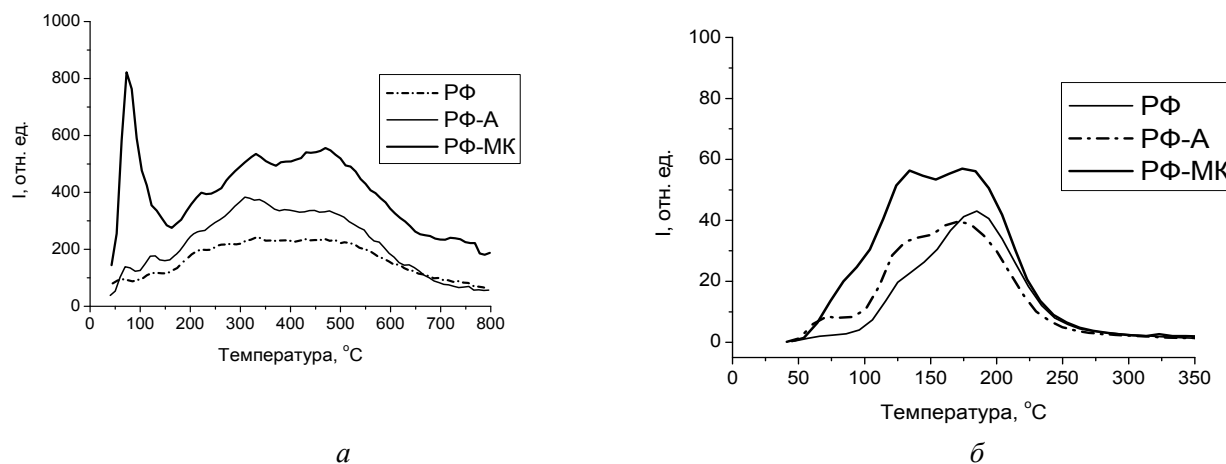 I, отн. ед.
1000
800
600
400
200
0
0 100 200 300 400 500 600 700 800
Температура, °C
РФ
РФ-А
РФ-МК
а
I, отн. ед.
100
80
60
40
20
0
0 50 100 150 200 250 300 350
Температура, °C
РФ
РФ-А
РФ-МК
б